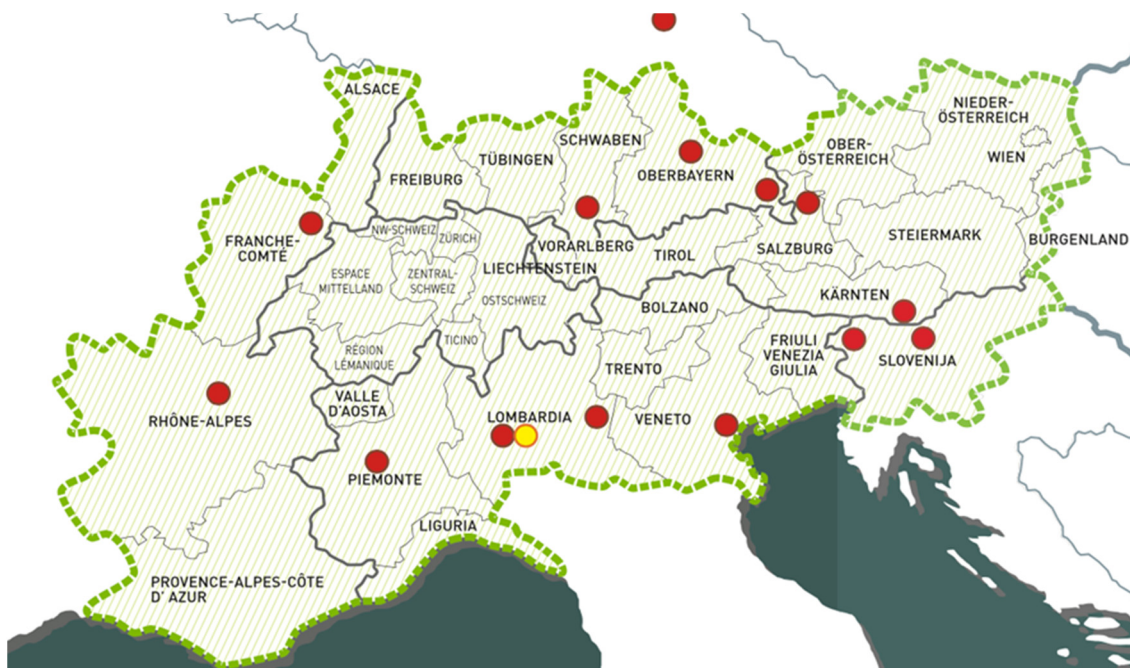 ALSACE
NIEDER-
ÖSTERREICH
SCHWABEN
OBER-
ÖSTERREICH
TÜBINGEN
WIEN
OBERBAYERN
FREIBURG
NW-SCHWEIZ
ZÜRICH
FRANCHE-
COMTÉ
VORARLBERG
TIROL
SALZBURG
STEIERMARK
BURGENLAND
LIECHTENSTEIN
ESPACE
MITTELLAND
ZENTRAL-
SCHWEIZ
OSTSCHWEIZ
KÄRNTEN
BOLZANO
TICINO
FRIULI
VENEZIA
GIULIA
SLOVENIJA
RÉGION
LÉMANIQUE
TRENTO
VALLE
D'AOSTA
RHÔNE-ALPES
LOMBARDIA
VENETO
PIEMONTE
LIGURIA
PROVENCE-ALPES-CÔTE
D' AZUR